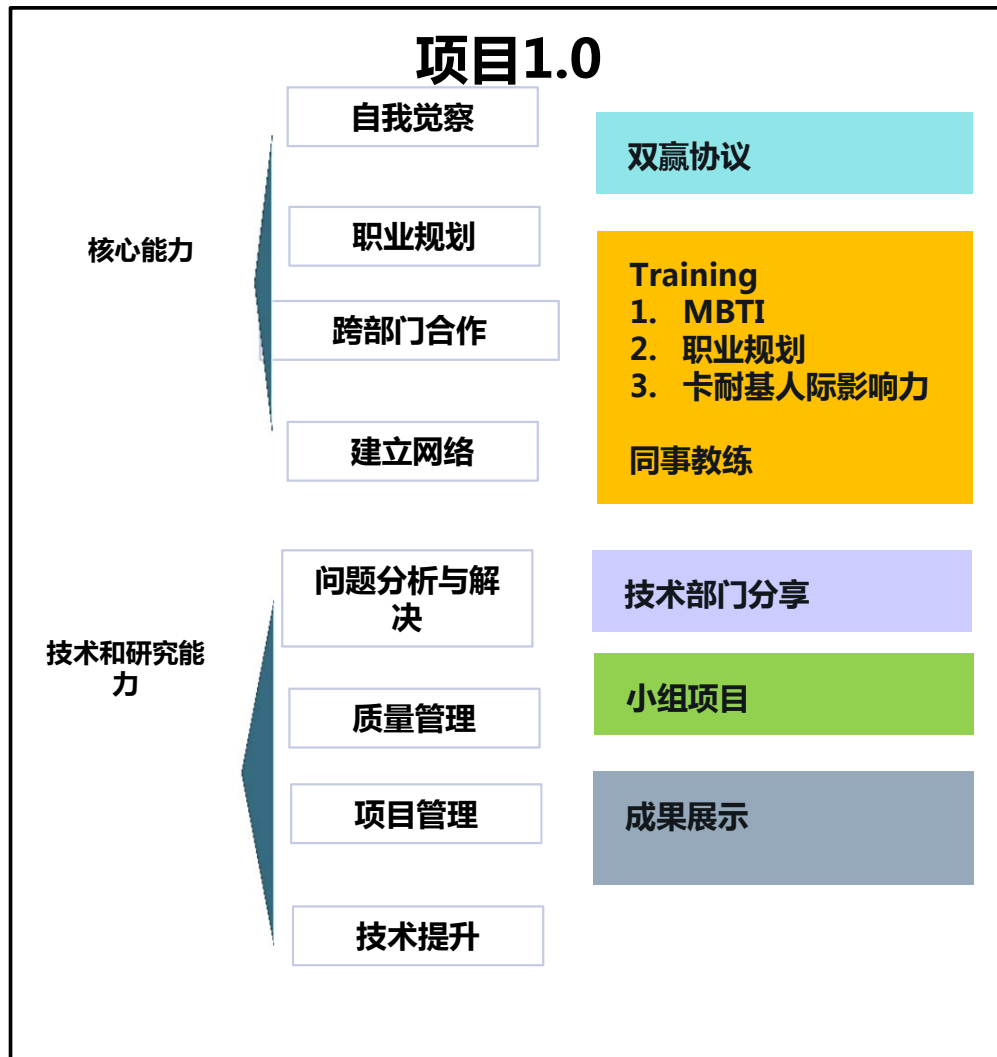 项目1.0
核心能力
自我觉察
职业规划
跨部门合作
建立网络
双赢协议
Training
1. MBTI
2. 职业规划
3. 卡耐基人际影响力
同事教练
技术和研究能
力
问题分析与解
决
质量管理
项目管理
技术提升
技术部门分享
小组项目
成果展示